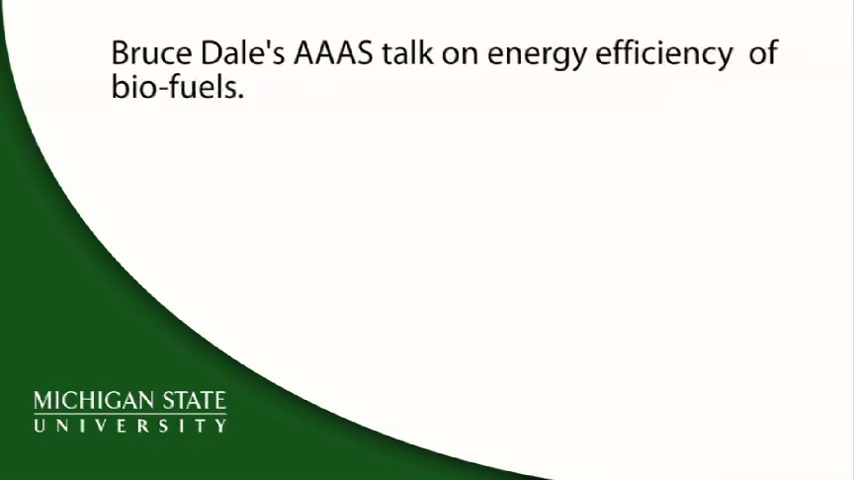 Bruce Dale's AAAS talk on energy efficiency  of
bio-fuels.
MICHIGAN STATE
UNIVERSITY